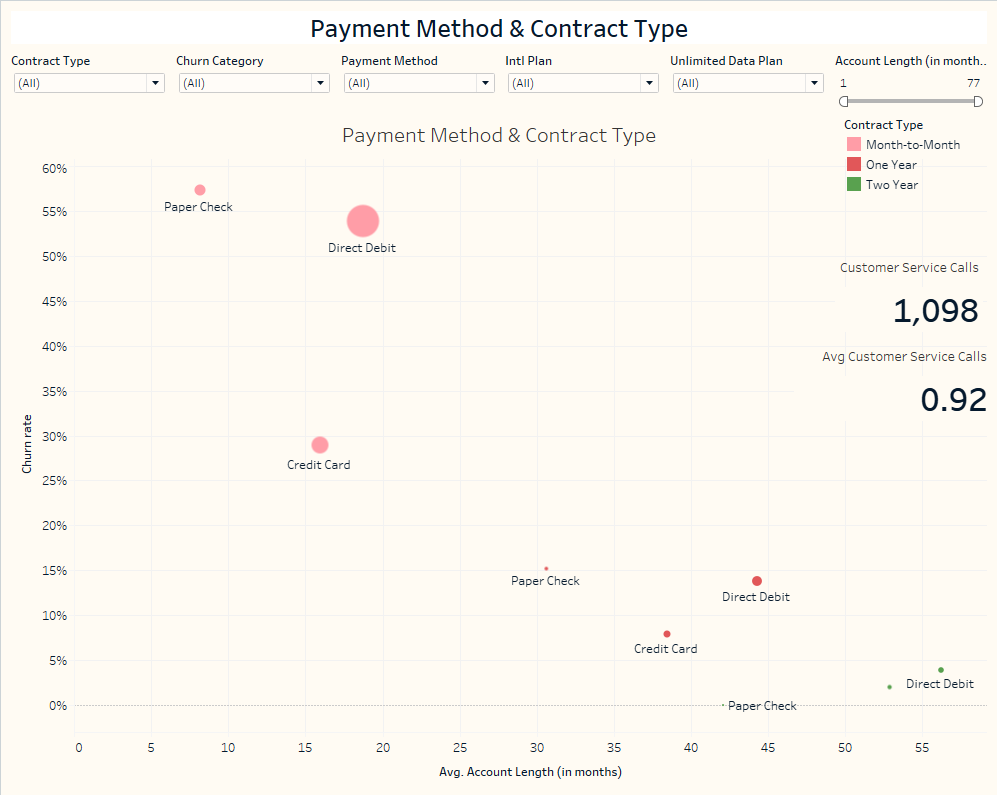 Payment Method & Contract Type
Contract Type
Churn Category
Payment Method
Intl Plan
Unlimited Data Plan
Account Length (in month..
(All)
(All)
(All)
(All)
(All)
1
77
Payment Method & Contract Type
Contract Type
Month-to-Month
One Year
Two Year
Customer Service Calls
1,098
Avg Customer Service Calls
0.92
Churn rate
60%
55%
50%
45%
40%
35%
30%
25%
20%
15%
10%
5%
0%
Paper Check
Direct Debit
Credit Card
Paper Check
Direct Debit
Credit Card
Direct Debit
Paper Check
0
5
10
15
20
25
30
35
40
45
50
55
Avg. Account Length (in months)